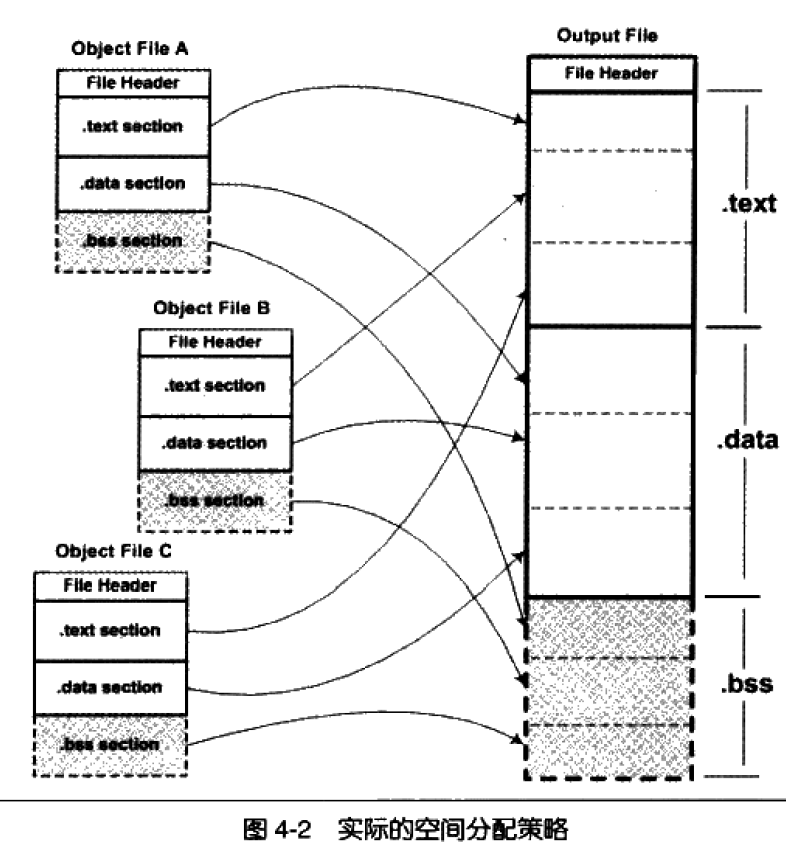 Object File A
File Header
.text section
.data section
.bss section
Object File B
File Header
.text section
.data section
.bss section
Object File C
File Header
.text section
.data section
.bss section
Output File
File Header
.text
.data
.bss
图 4-2 实际的空间分配策略